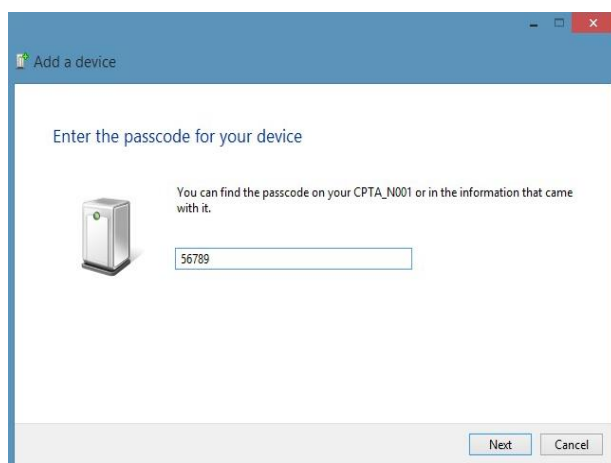 Add a device
Enter the passcode for your device
You can find the passcode on your CPTA_N001 or in the information that came
with it.
56789
Next Cancel